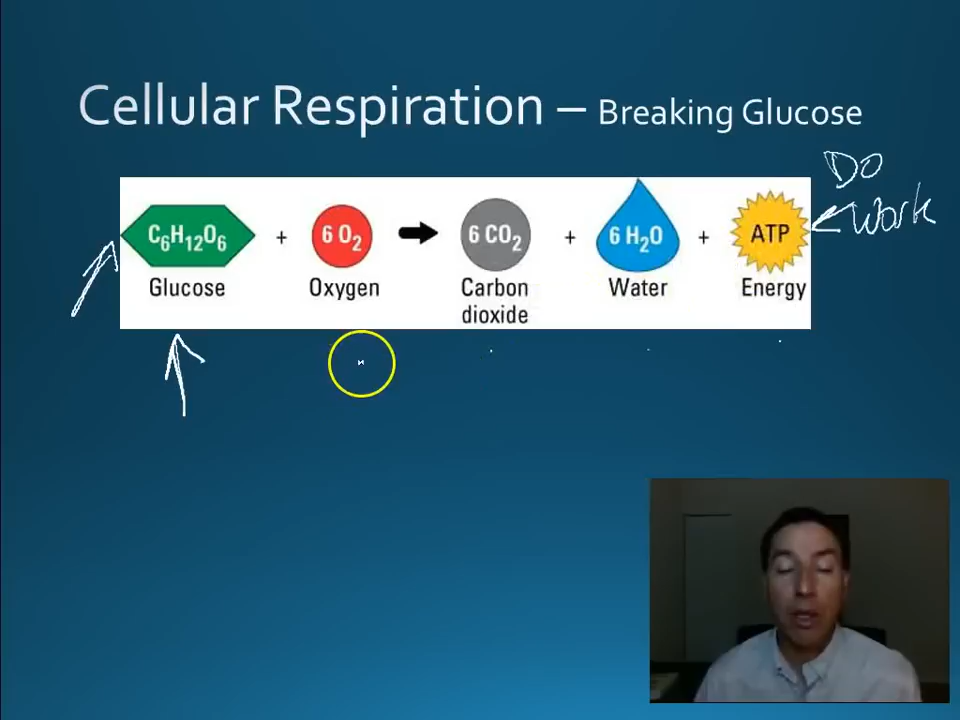 Cellular Respiration – Breaking Glucose
Do
Work
C₆H₁₂O₆ + 6 O₂ → 6 CO₂ + 6 H₂O + ATP
Glucose Oxygen Carbon dioxide Water Energy